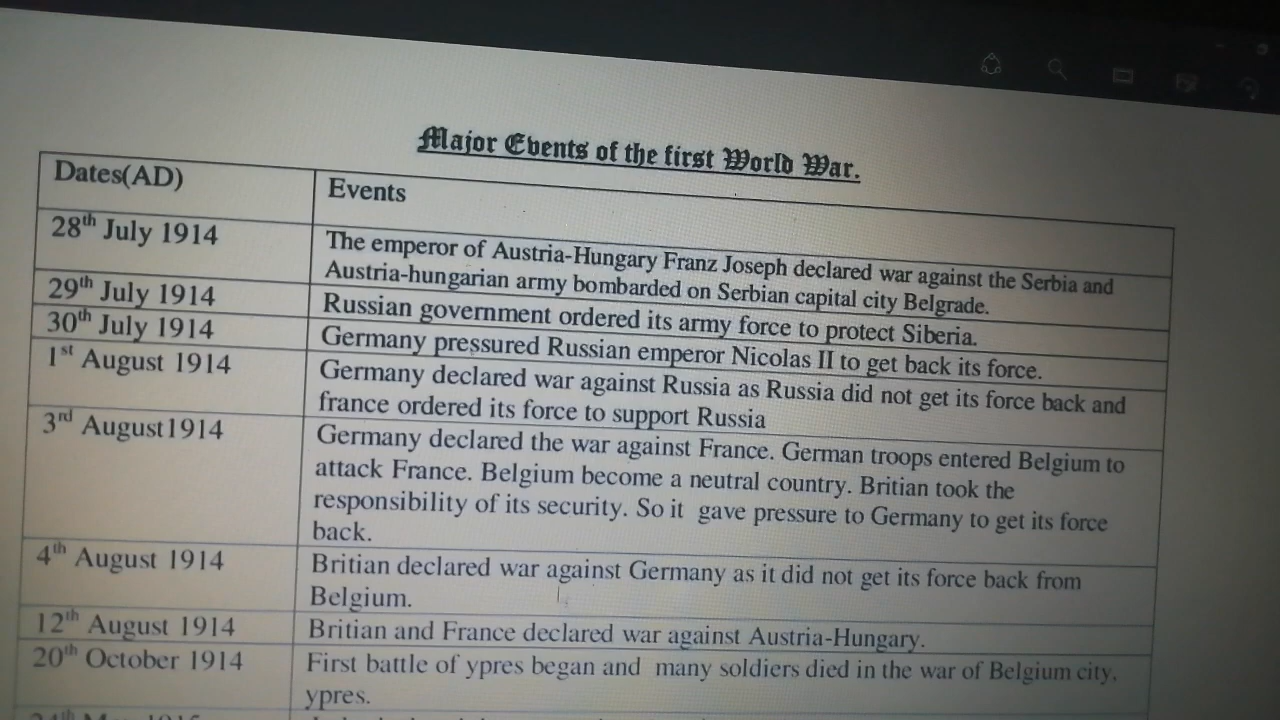 Major Events of the first World War.
Dates(AD)
Events
28th July 1914
The emperor of Austria-Hungary Franz Joseph declared war against the Serbia and
Austria-hungarian army bombarded on Serbian capital city Belgrade.
29th July 1914
Russian government ordered its army force to protect Siberia.
30th July 1914
Germany pressured Russian emperor Nicolas II to get back its force.
1st August 1914
Germany declared war against Russia as Russia did not get its force back and
france ordered its force to support Russia
3rd August1914
Germany declared the war against France. German troops entered Belgium to
attack France. Belgium become a neutral country. Britian took the
responsibility of its security. So it gave pressure to Germany to get its force
back.
4th August 1914
Britian declared war against Germany as it did not get its force back from
Belgium.
12th August 1914
Britian and France declared war against Austria-Hungary.
20th October 1914
First battle of ypres began and many soldiers died in the war of Belgium city,
ypres.